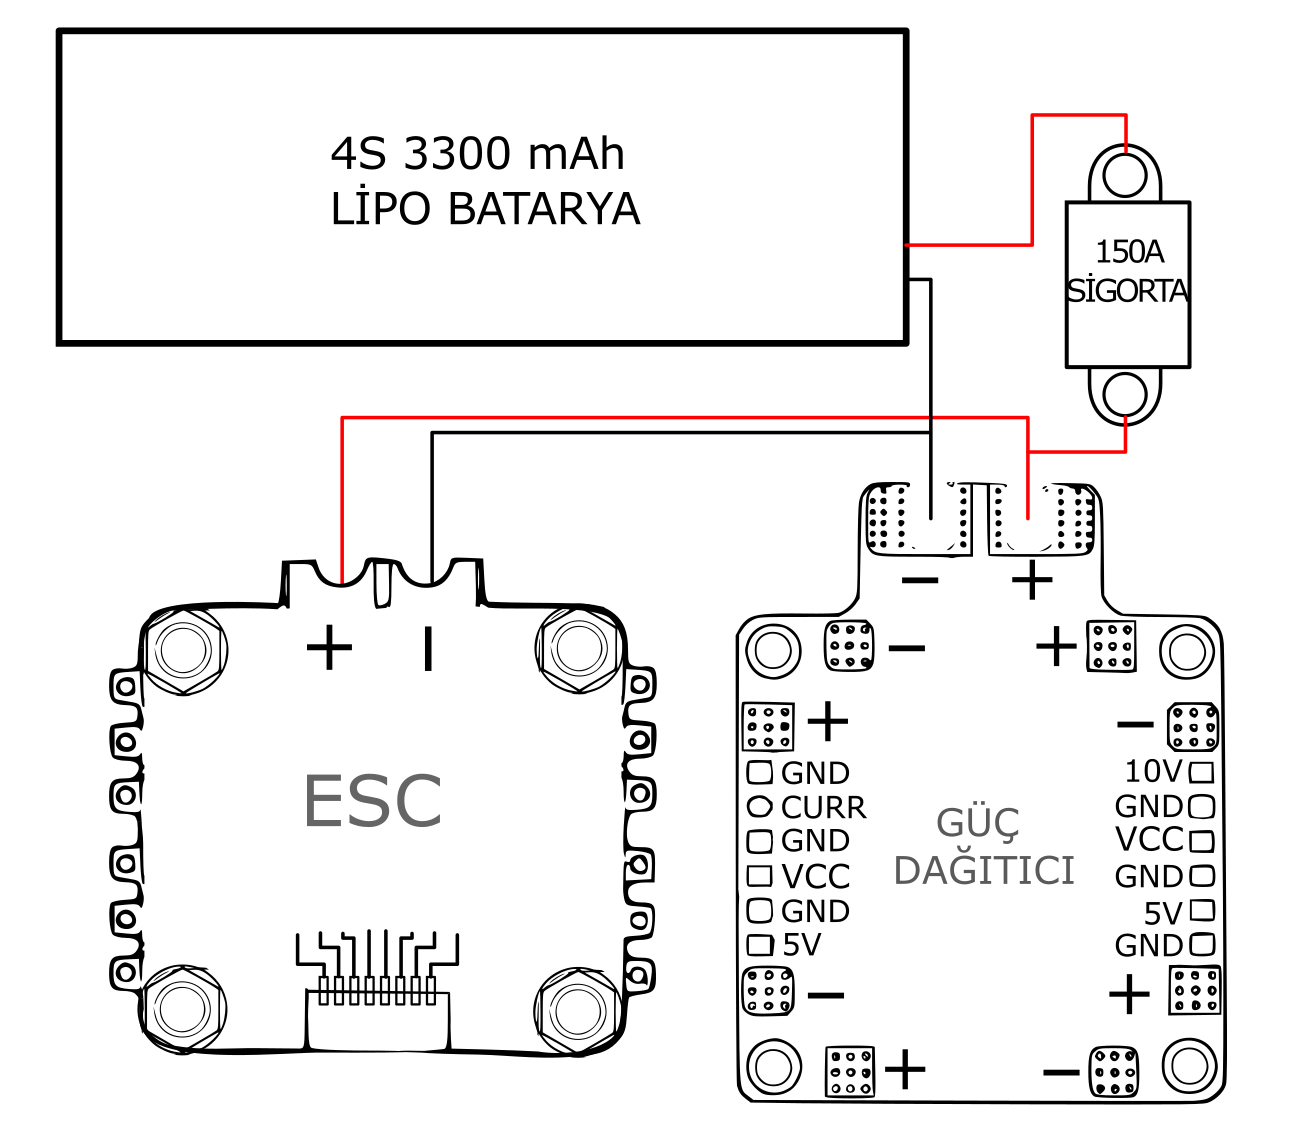 4S 3300 mAh
LİPO BATARYA
150A
SİGORTA
+ −
− +
ESC
− +
+ −
GND
CURR
GND
VCC
GND
5V
GÜÇ
DAĞITICI
10V
GND
VCC
GND
5V
GND
− +
+ −